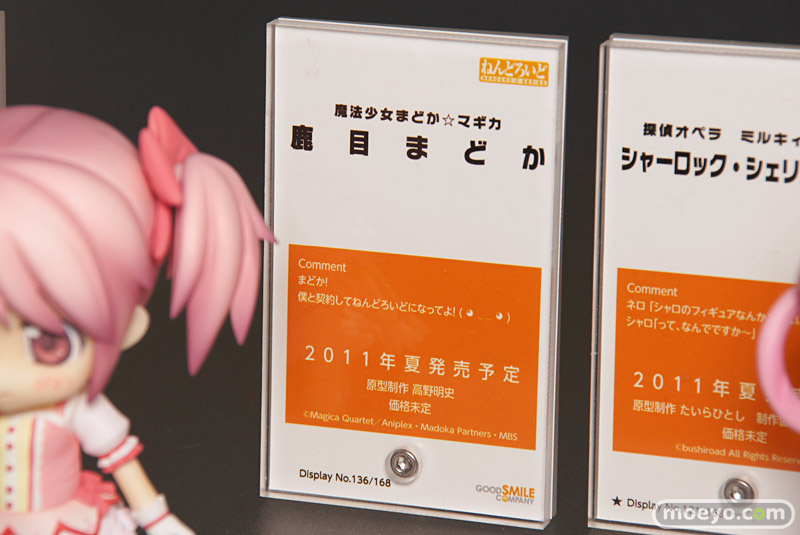 ねんどろいど
NENDOROID SERIES
魔法少女まどか☆マギカ
鹿目まどか
Comment
まどか!
僕と契約してねんどろいどになってよ!(◕‿‿◕)
2011年夏発売予定
原型制作 高野明史
価格未定
©Magica Quartet／Aniplex・Madoka Partners・MBS
Display No.136/168
GOOD SMILE
COMPANY
探偵オペラ ミルキィ
シャーロック・シェリ
Comment
ネロ「シャロのフィギュアなんか
シャロ「って、なんでですか～」
2011年夏
原型制作 たいらひとし 制作
価格未定
©bushiroad All Rights Reser
★ Display No.
moeyo.com